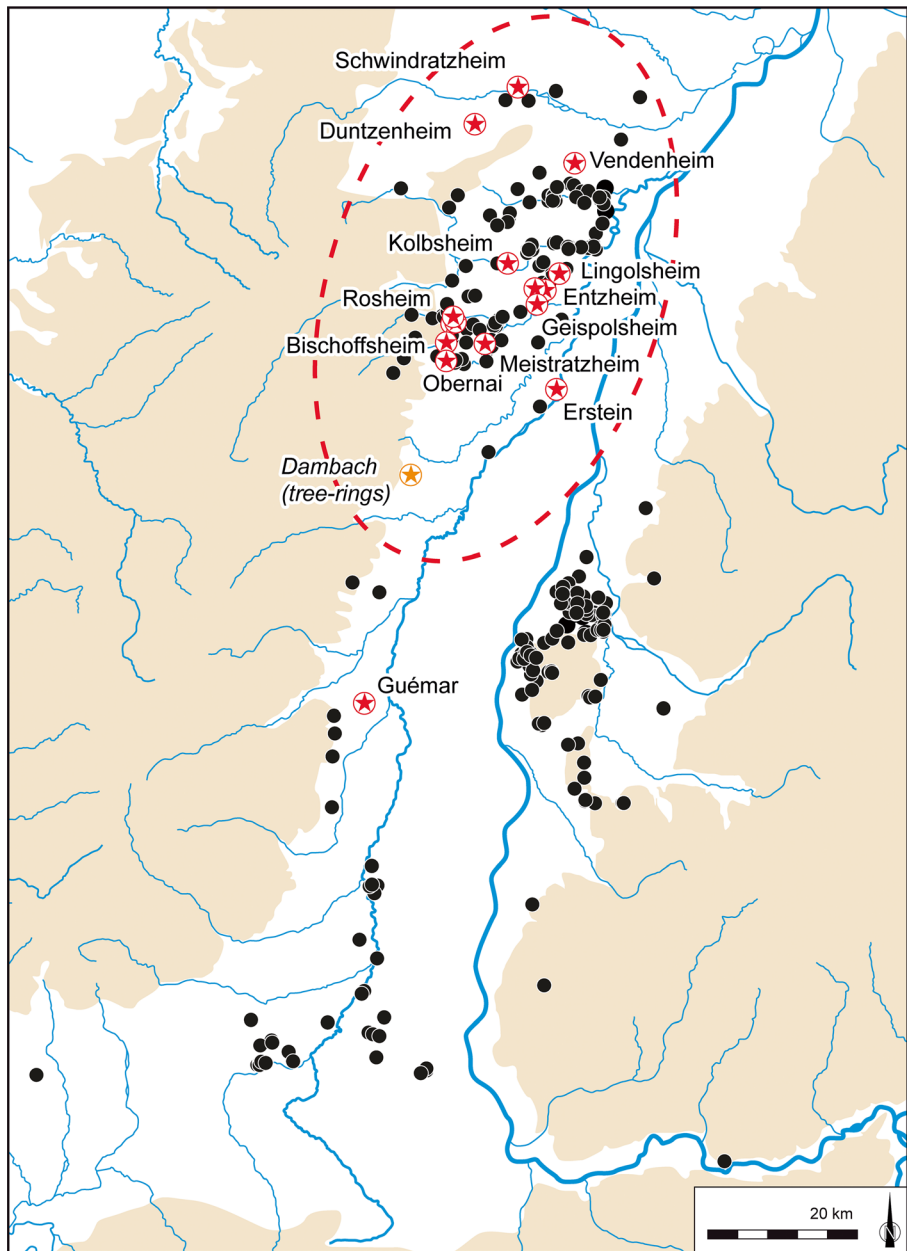 Schwindratzheim
Duntzenheim
Vendenheim
Kolbsheim
Lingolsheim
Rosheim
Entzheim
Geispolsheim
Bischoffsheim
Meistratzheim
Obernai
Erstein
Dambach
(tree-rings)
Guémar
20 km
N